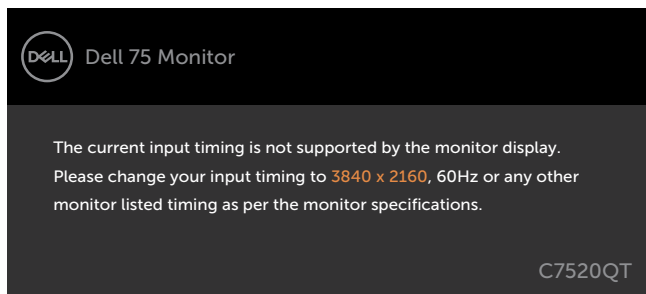 DELL
Dell 75 Monitor
The current input timing is not supported by the monitor display.
Please change your input timing to 3840 x 2160, 60Hz or any other
monitor listed timing as per the monitor specifications.
C7520QT